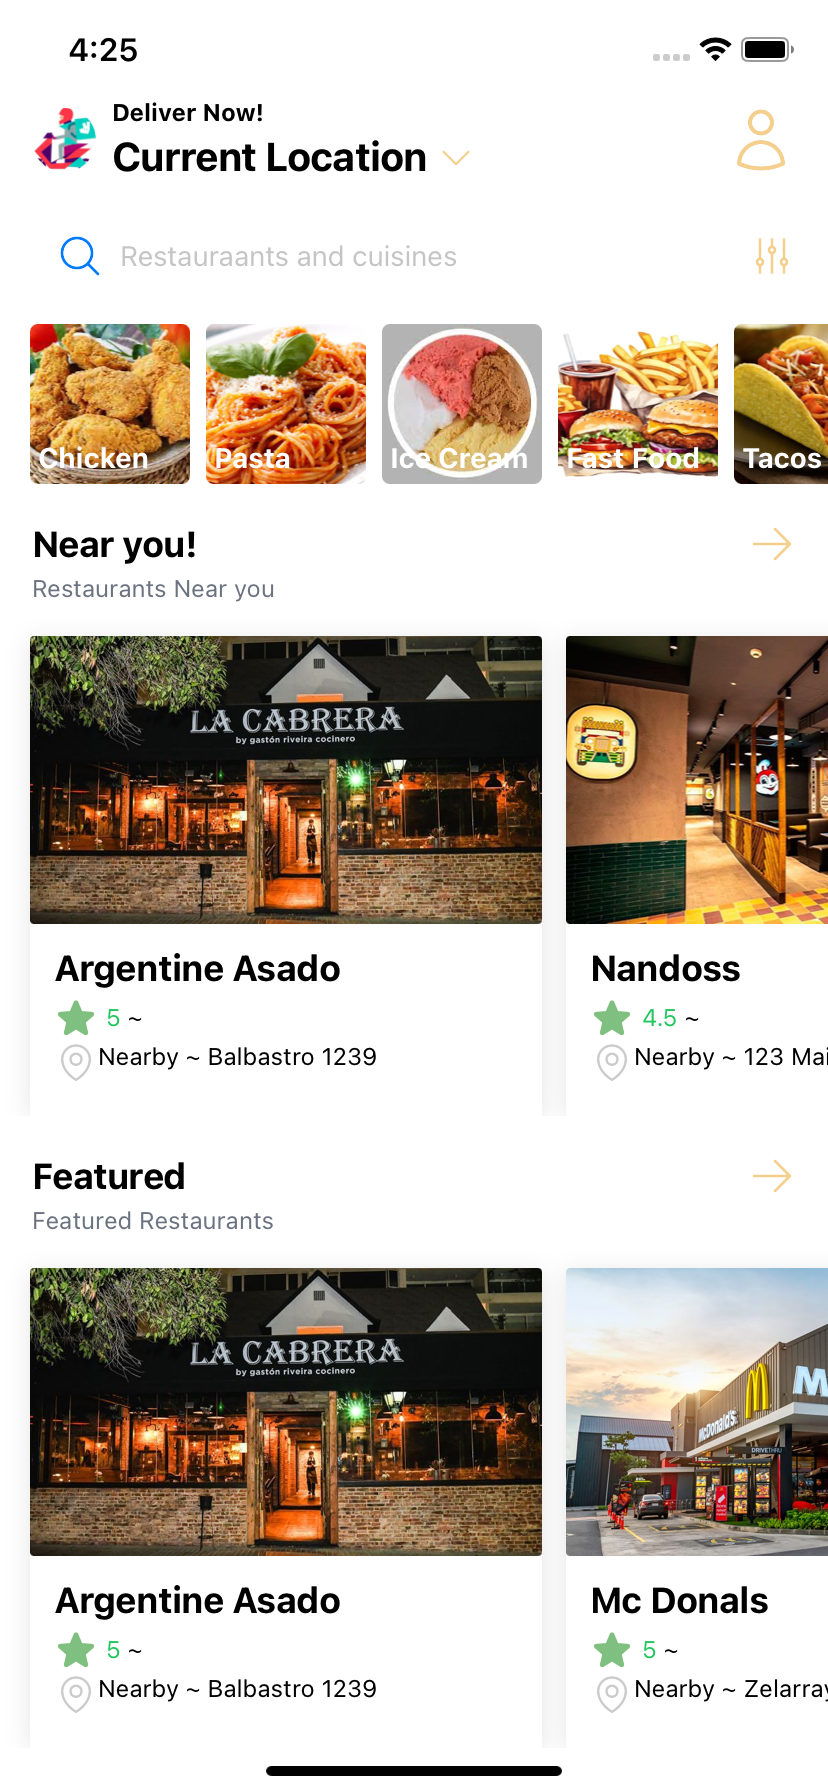 4:25
Deliver Now!
Current Location
Restauraants and cuisines
Chicken
Pasta
Ice Cream
Fast Food
Tacos
Near you!
Restaurants Near you
LA CABRERA
by gastón riveira cocinero
Argentine Asado
5 ~
Nearby ~ Balbastro 1239
Nandoss
4.5 ~
Nearby ~ 123 Mai
Featured
Featured Restaurants
LA CABRERA
by gastón riveira cocinero
McDonald's
M
DRIVE THRU
Argentine Asado
5 ~
Nearby ~ Balbastro 1239
Mc Donals
5 ~
Nearby ~ Zelarray